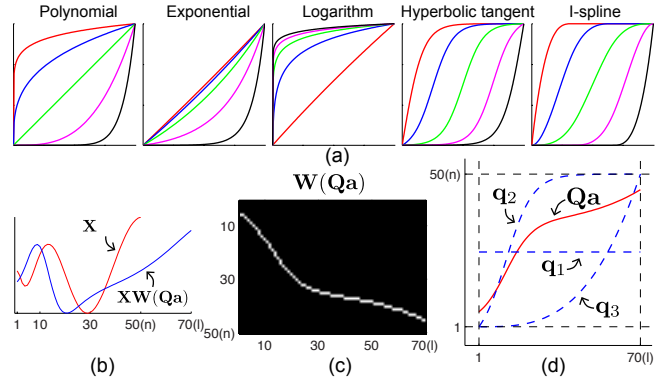 Polynomial Exponential Logarithm Hyperbolic tangent I-spline
(a)
W(Qa)
X
XW(Qa)
1 10 30 50(n) 70(l)
(b)
10
30
50(n)
10 30 50 70(l)
(c)
50(n)
q2
Qa
q1
q3
1
1 70(l)
(d)